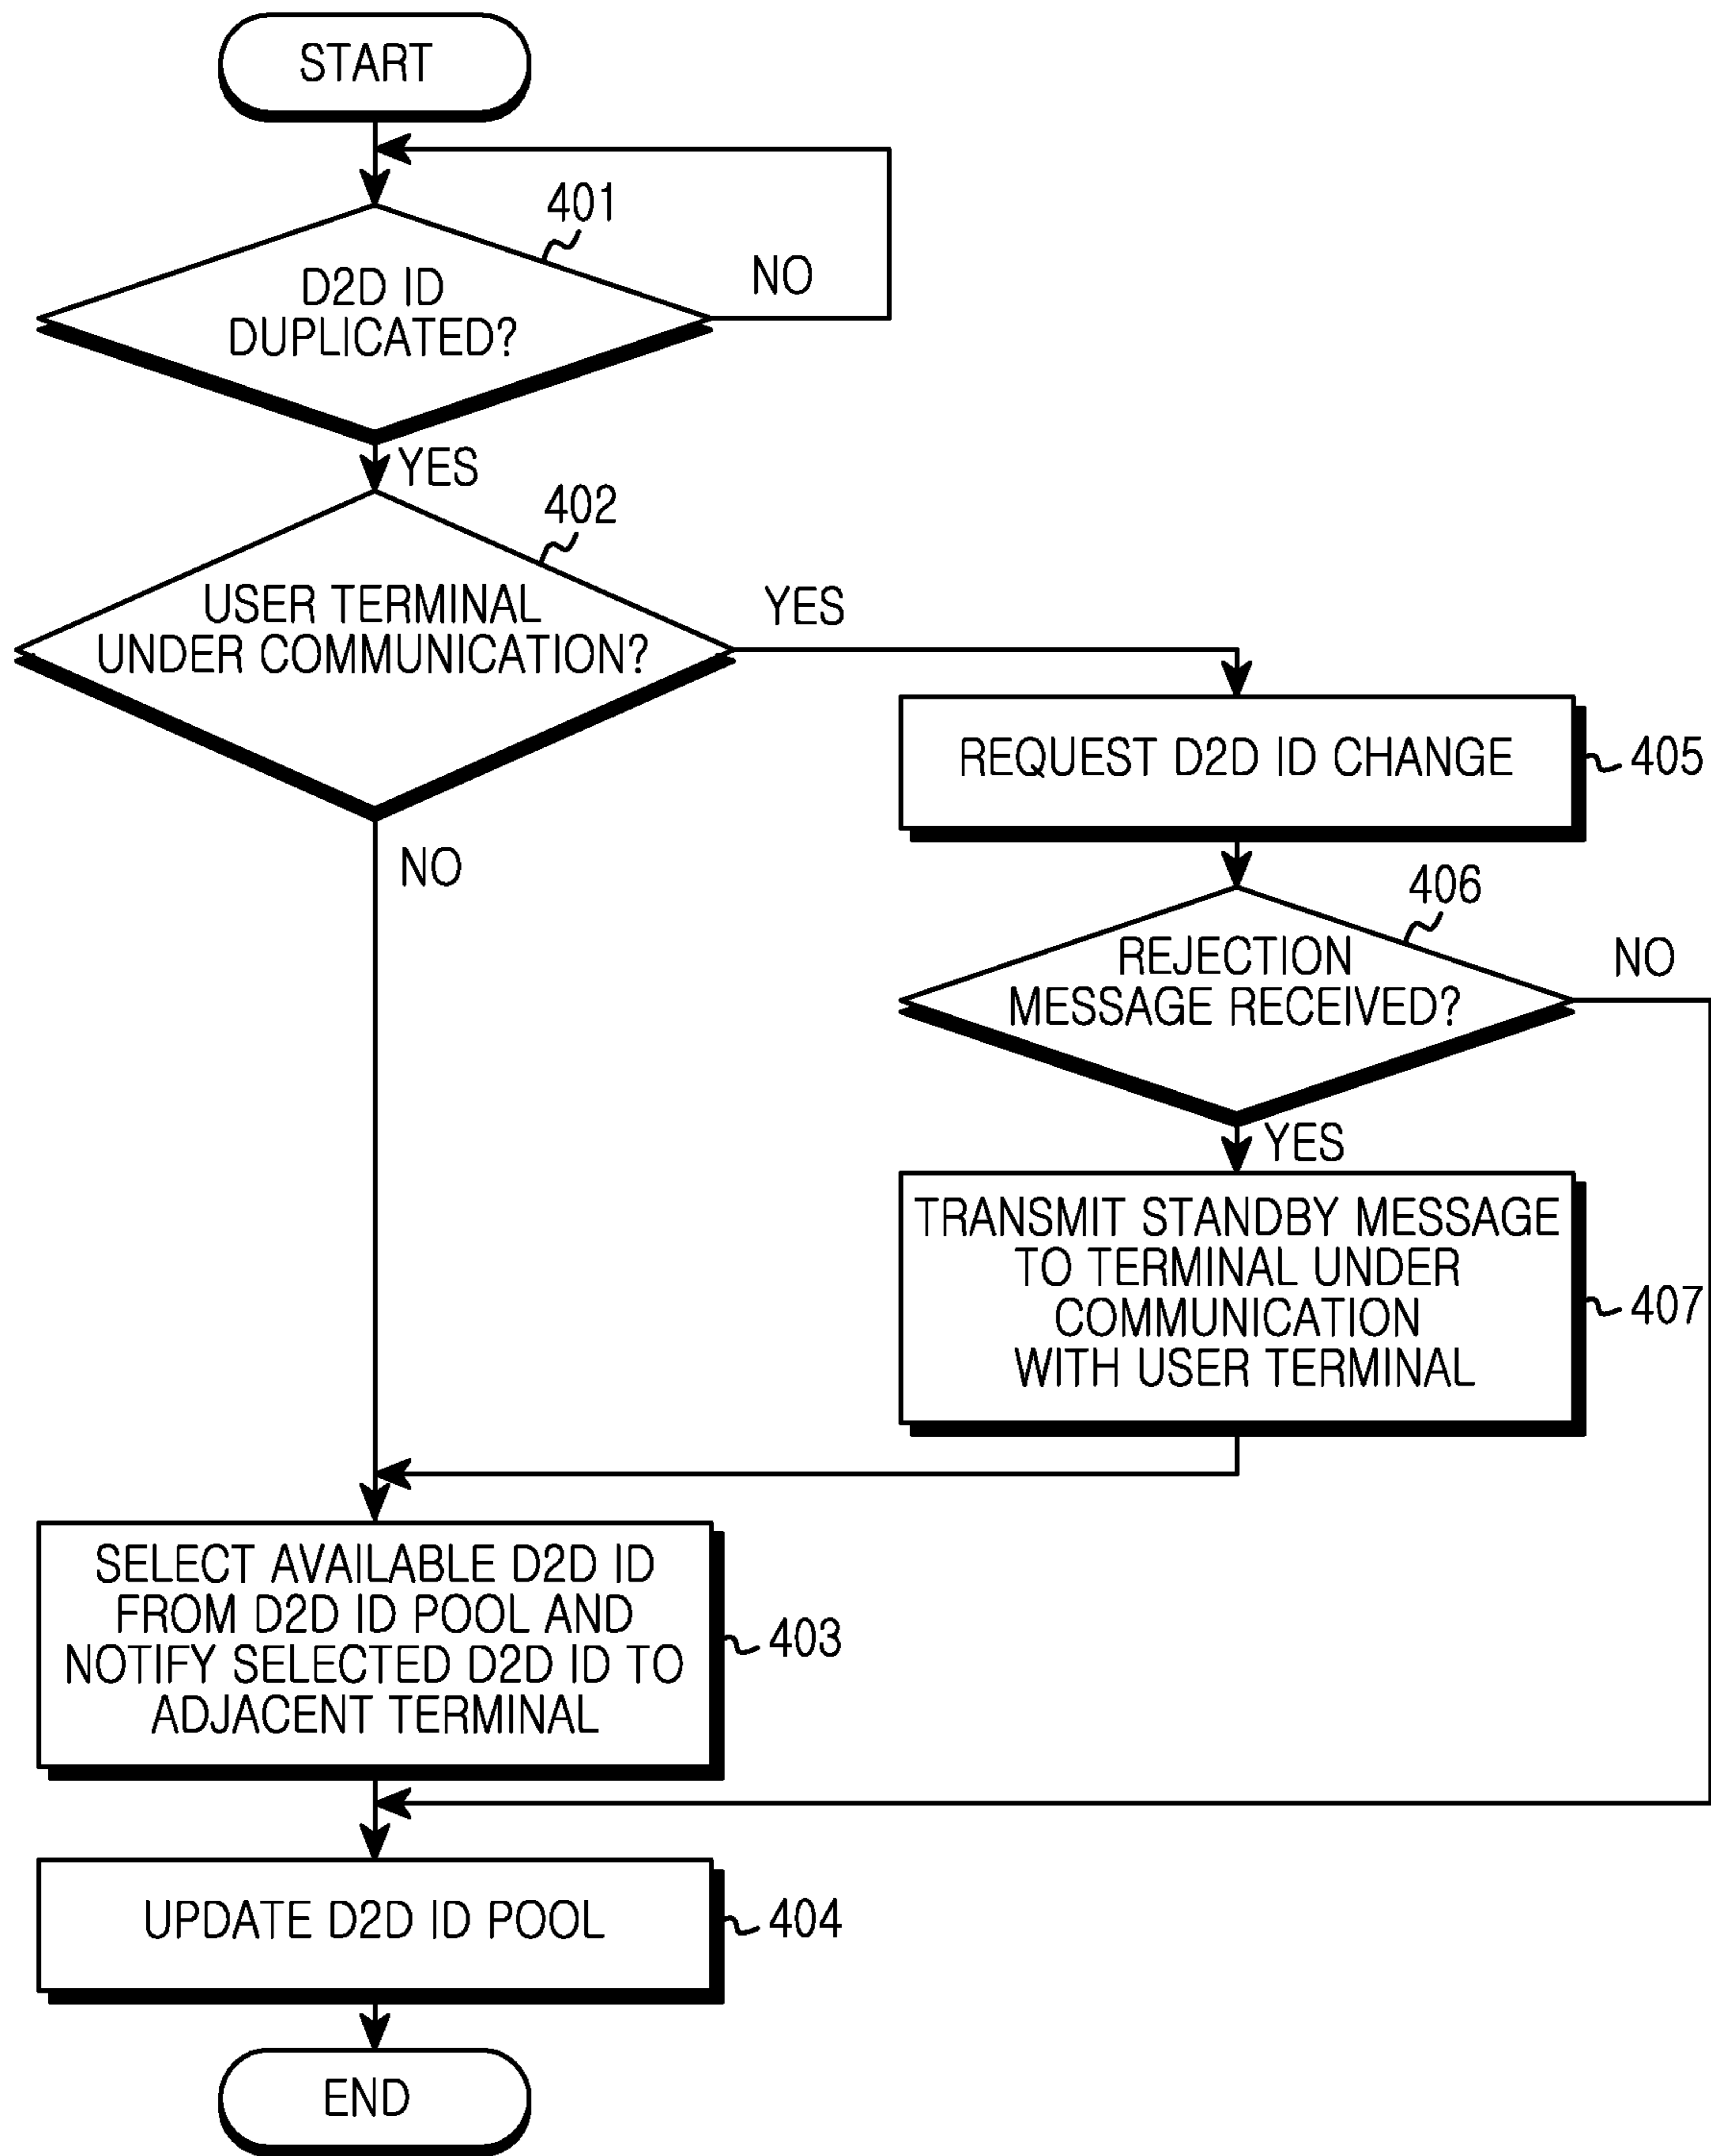 START
401
D2D ID
DUPLICATED?
NO
YES
402
USER TERMINAL
UNDER COMMUNICATION?
YES
NO
REQUEST D2D ID CHANGE
405
406
REJECTION
MESSAGE RECEIVED?
NO
YES
TRANSMIT STANDBY MESSAGE
TO TERMINAL UNDER
COMMUNICATION
WITH USER TERMINAL
407
SELECT AVAILABLE D2D ID
FROM D2D ID POOL AND
NOTIFY SELECTED D2D ID TO
ADJACENT TERMINAL
403
UPDATE D2D ID POOL
404
END